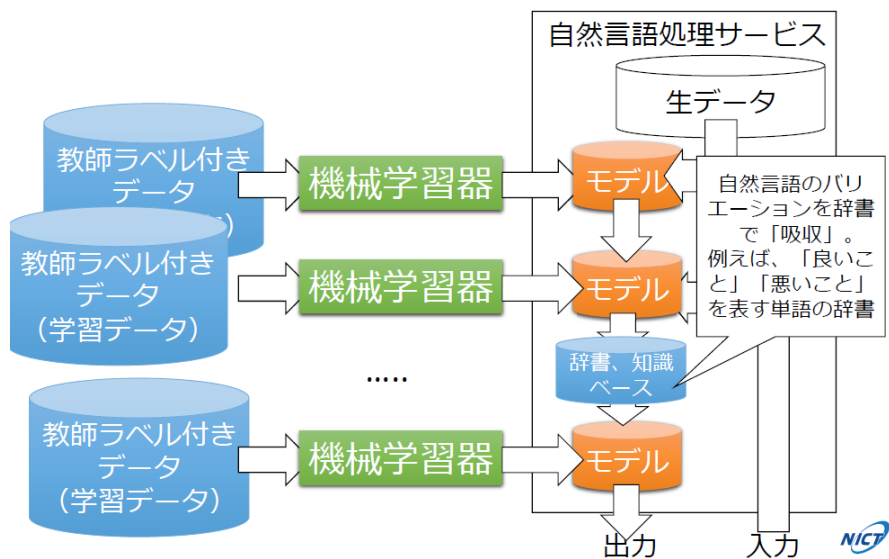 自然言語処理サービス
生データ
教師ラベル付き
データ
）
機械学習器
モデル
自然言語のバリ
エーションを辞書
で「吸収」。
例えば、「良いこ
と」「悪いこと」
を表す単語の辞書
教師ラベル付き
データ
（学習データ）
機械学習器
モデル
辞書、知識
ベース
.....
教師ラベル付き
データ
（学習データ）
機械学習器
モデル
出力
入力
NICT